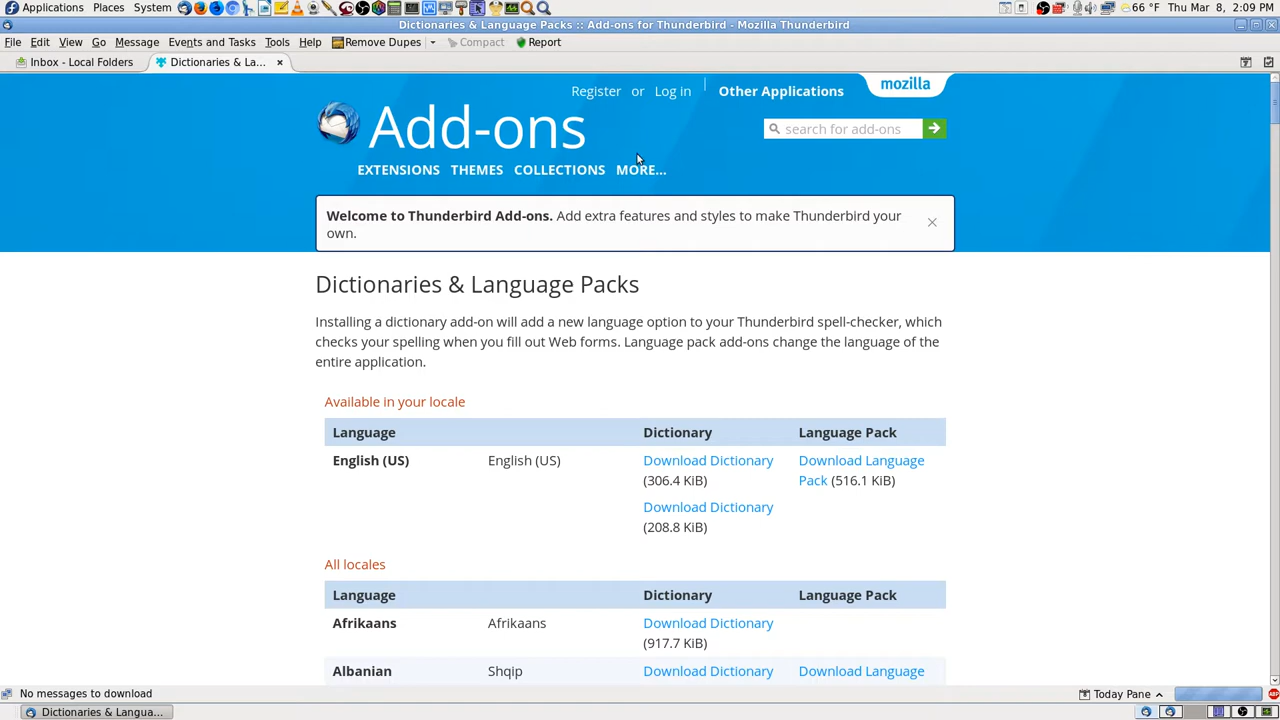 Applications Places System 66 °F Thu Mar 8, 2:09 PM
Dictionaries & Language Packs :: Add-ons for Thunderbird - Mozilla Thunderbird
File Edit View Go Message Events and Tasks Tools Help Remove Dupes Compact Report
Inbox - Local Folders Dictionaries & La...
Register or Log in Other Applications mozilla
Add-ons
search for add-ons
EXTENSIONS THEMES COLLECTIONS MORE...
Welcome to Thunderbird Add-ons. Add extra features and styles to make Thunderbird your
own.
Dictionaries & Language Packs
Installing a dictionary add-on will add a new language option to your Thunderbird spell-checker, which
checks your spelling when you fill out Web forms. Language pack add-ons change the language of the
entire application.
Available in your locale
Language Dictionary Language Pack
English (US) English (US) Download Dictionary Download Language
(306.4 KiB) Pack (516.1 KiB)
Download Dictionary
(208.8 KiB)
All locales
Language Dictionary Language Pack
Afrikaans Afrikaans Download Dictionary
(917.7 KiB)
Albanian Shqip Download Dictionary Download Language
No messages to download Today Pane
Dictionaries & Langua...